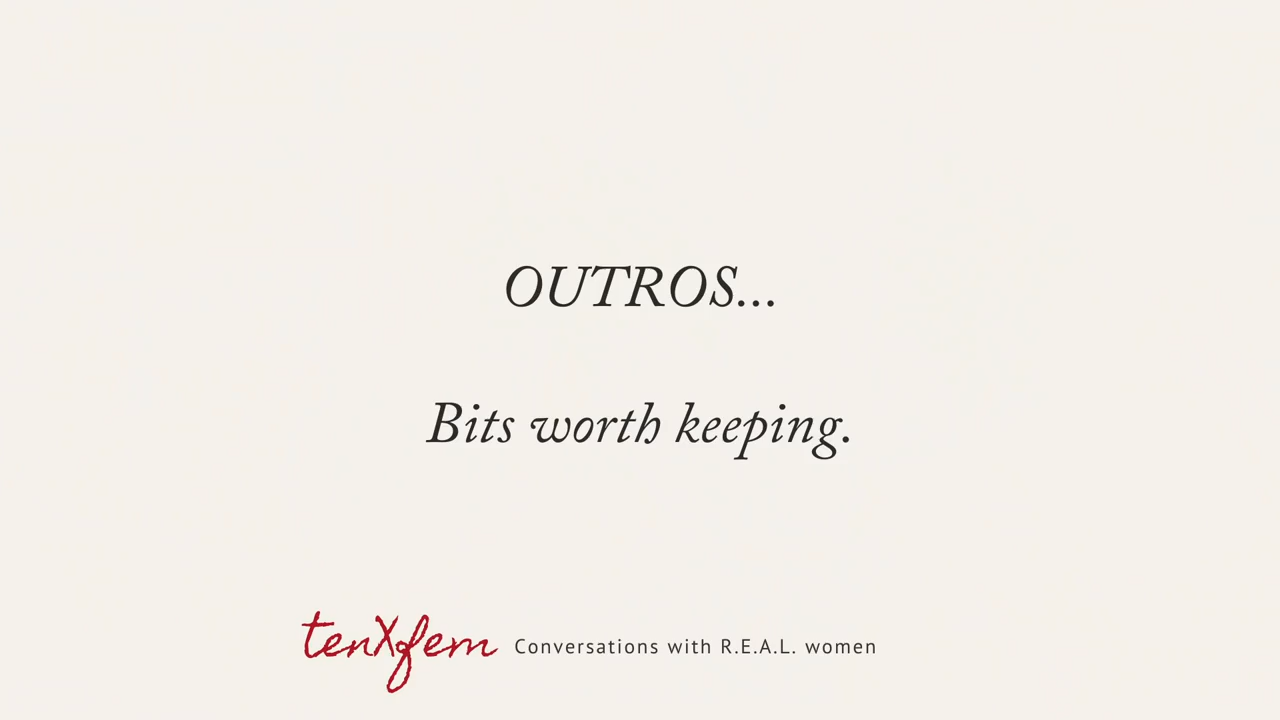 OUTROS...
Bits worth keeping.
tenXfem Conversations with R.E.A.L. women